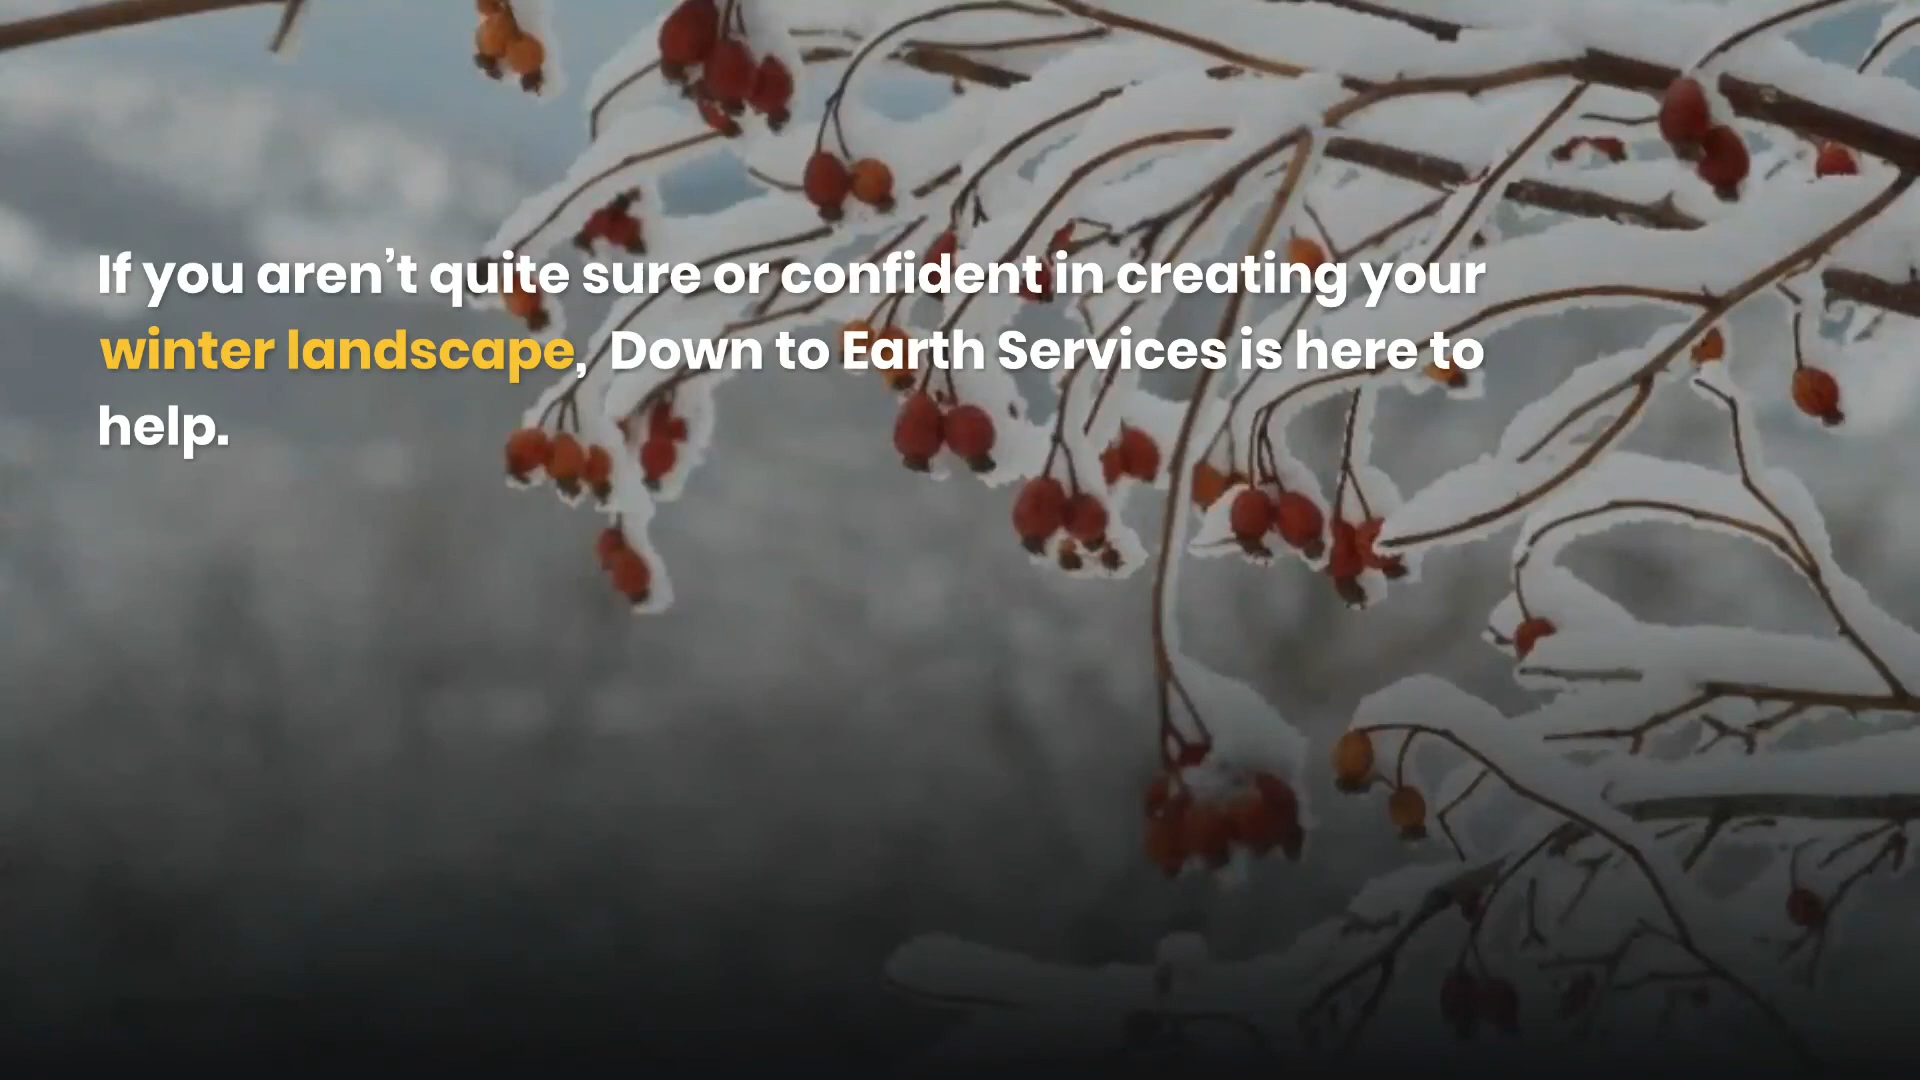 If you aren’t quite sure or confident in creating your
winter landscape,  Down to Earth Services is here to
help.